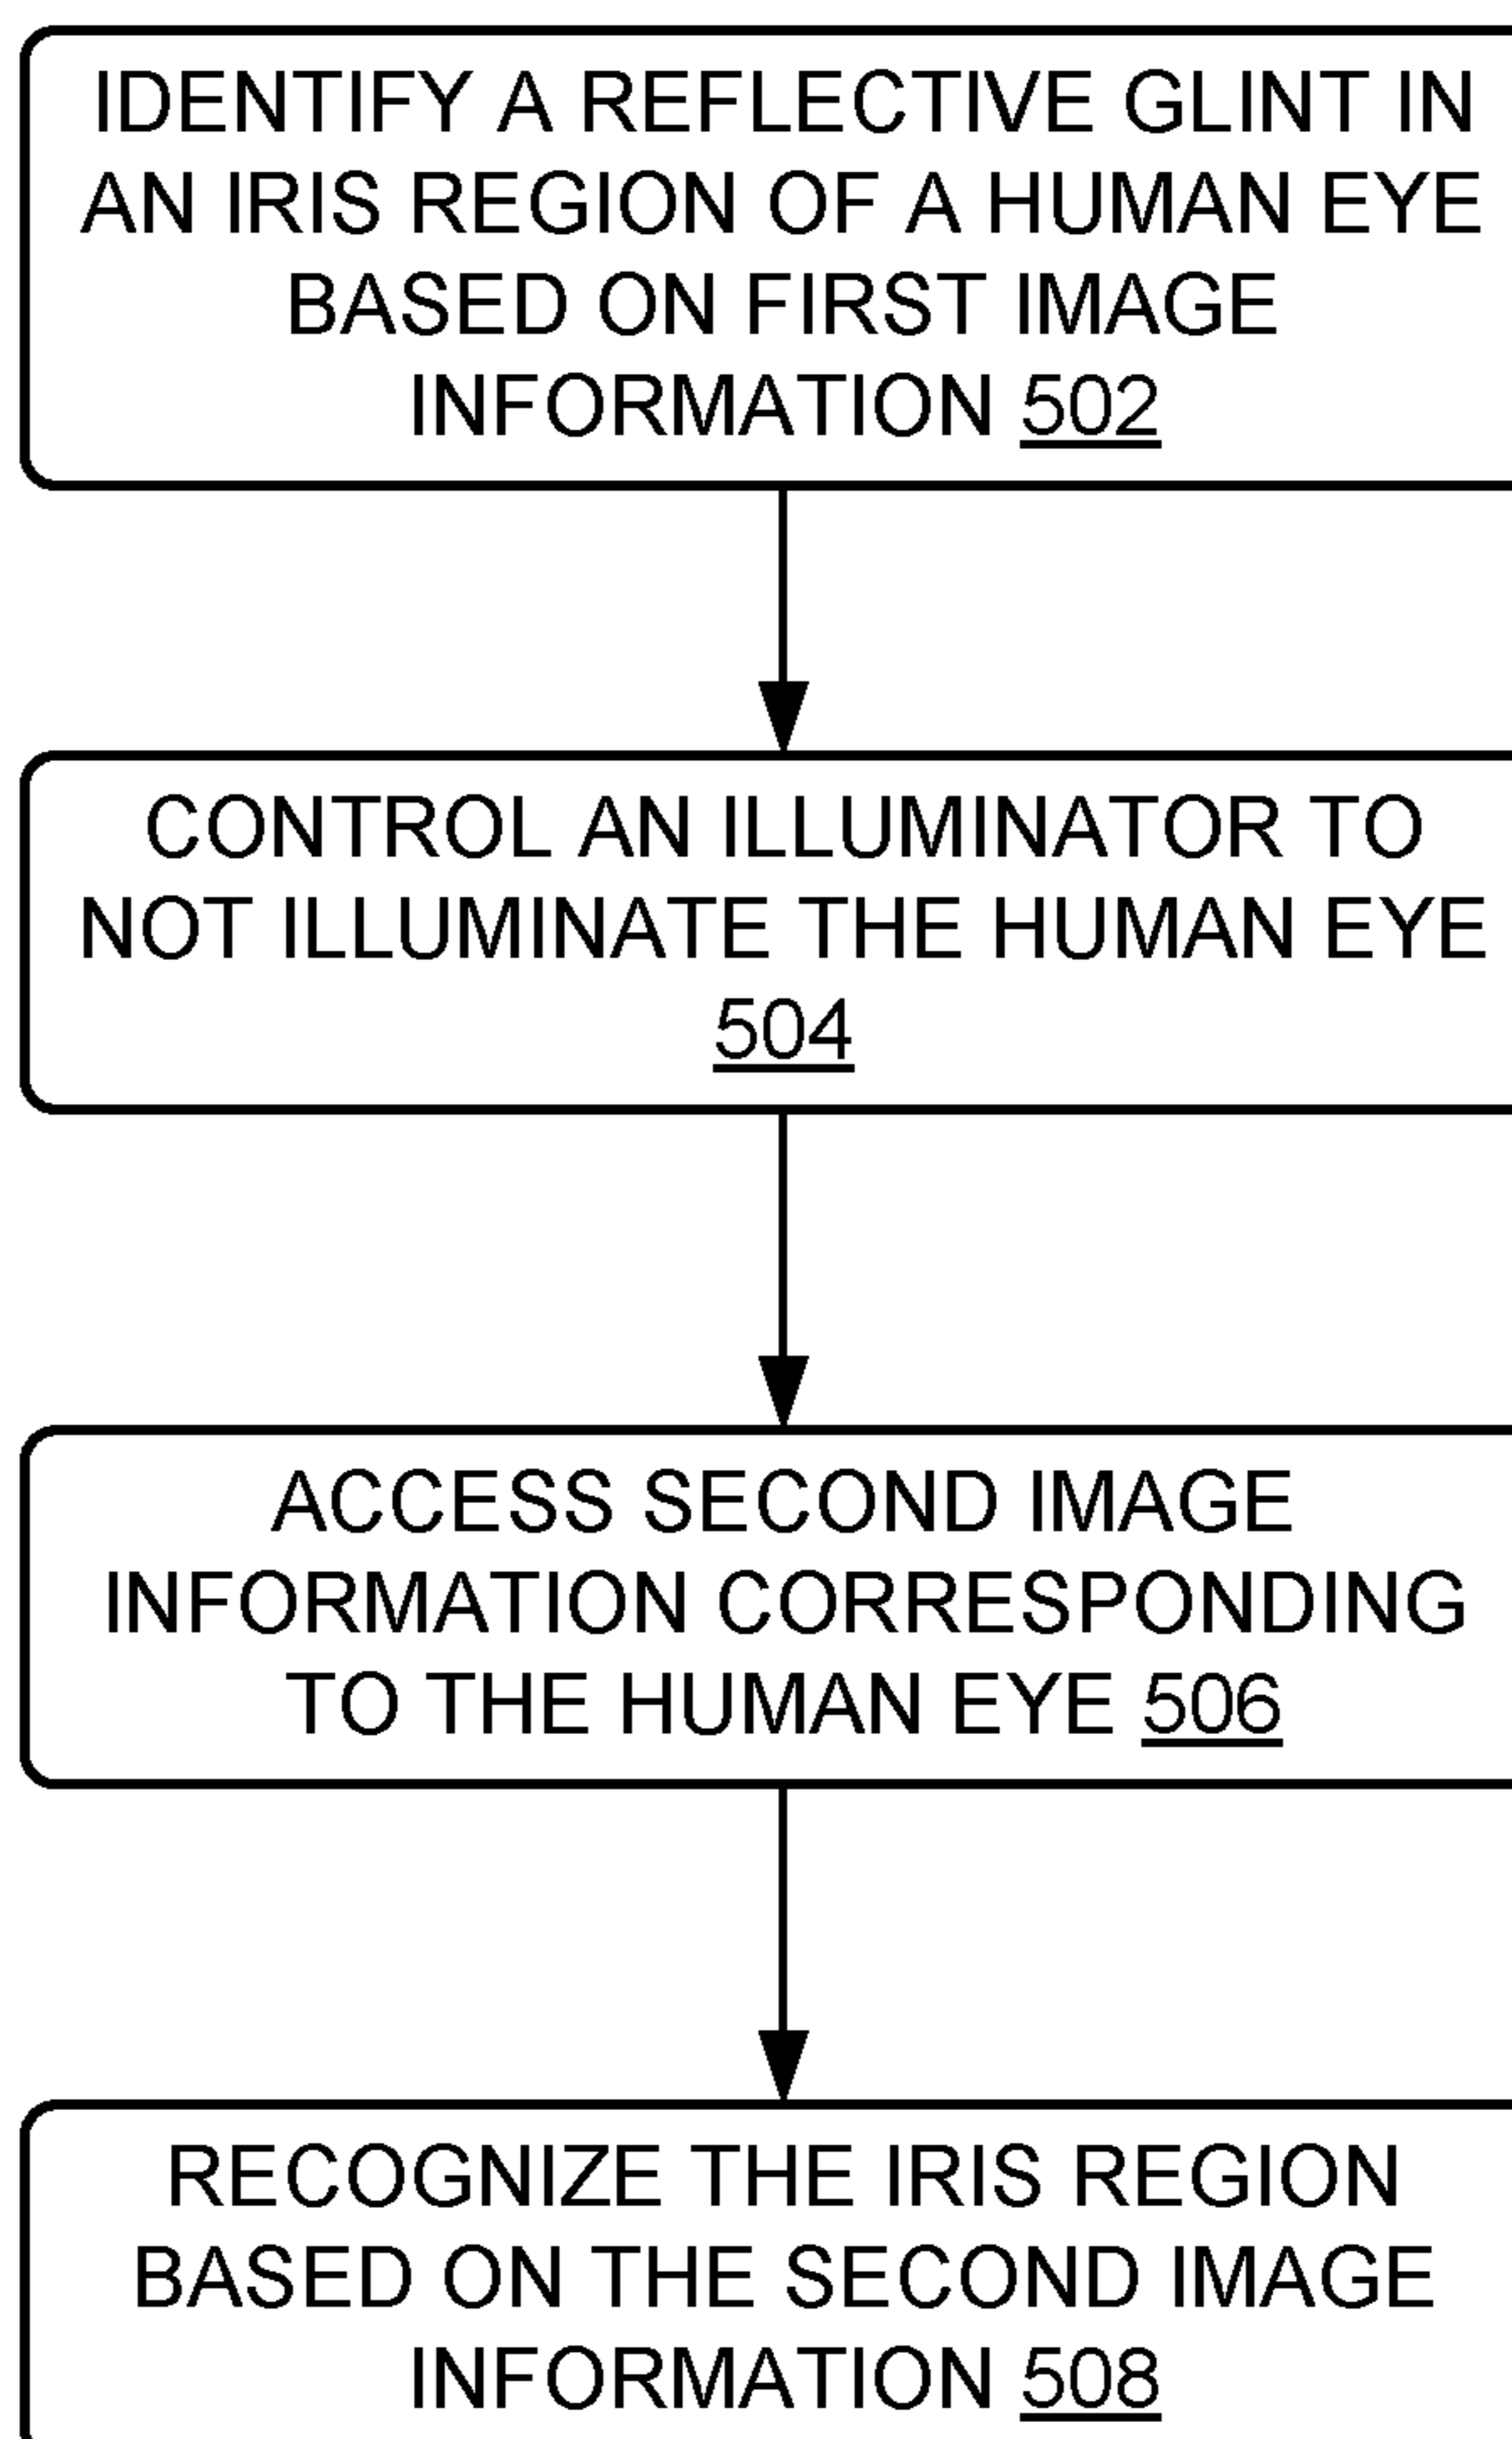 IDENTIFY A REFLECTIVE GLINT IN
AN IRIS REGION OF A HUMAN EYE
BASED ON FIRST IMAGE
INFORMATION 502
CONTROL AN ILLUMINATOR TO
NOT ILLUMINATE THE HUMAN EYE
504
ACCESS SECOND IMAGE
INFORMATION CORRESPONDING
TO THE HUMAN EYE 506
RECOGNIZE THE IRIS REGION
BASED ON THE SECOND IMAGE
INFORMATION 508